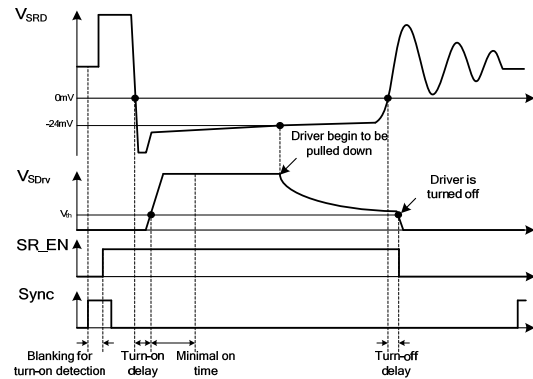 VSRD
0mV
-24mV
Driver begin to be
pulled down
VSDrv
Driver is
turned off
Vth
SR_EN
Sync
Blanking for
turn-on detection
Turn-on
delay
Minimal on
time
Turn-off
delay